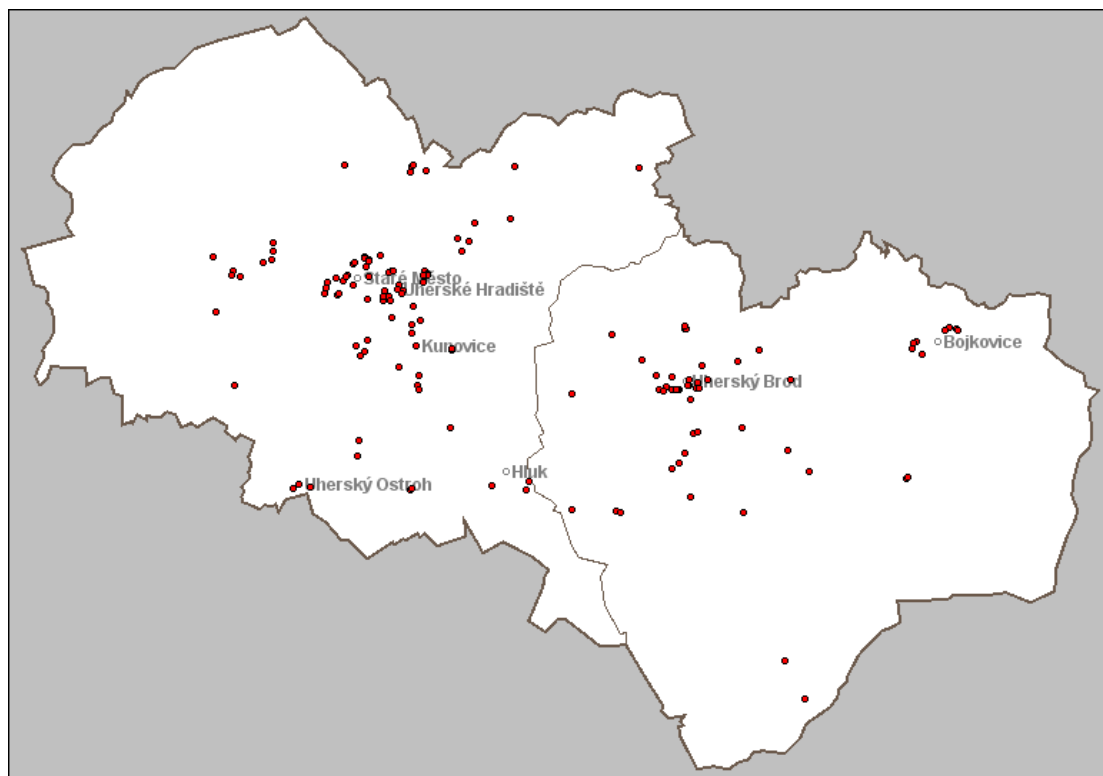 Staré Město
Uherské Hradiště
Kunovice
Bojkovice
Uherský Brod
Hluk
Uherský Ostroh